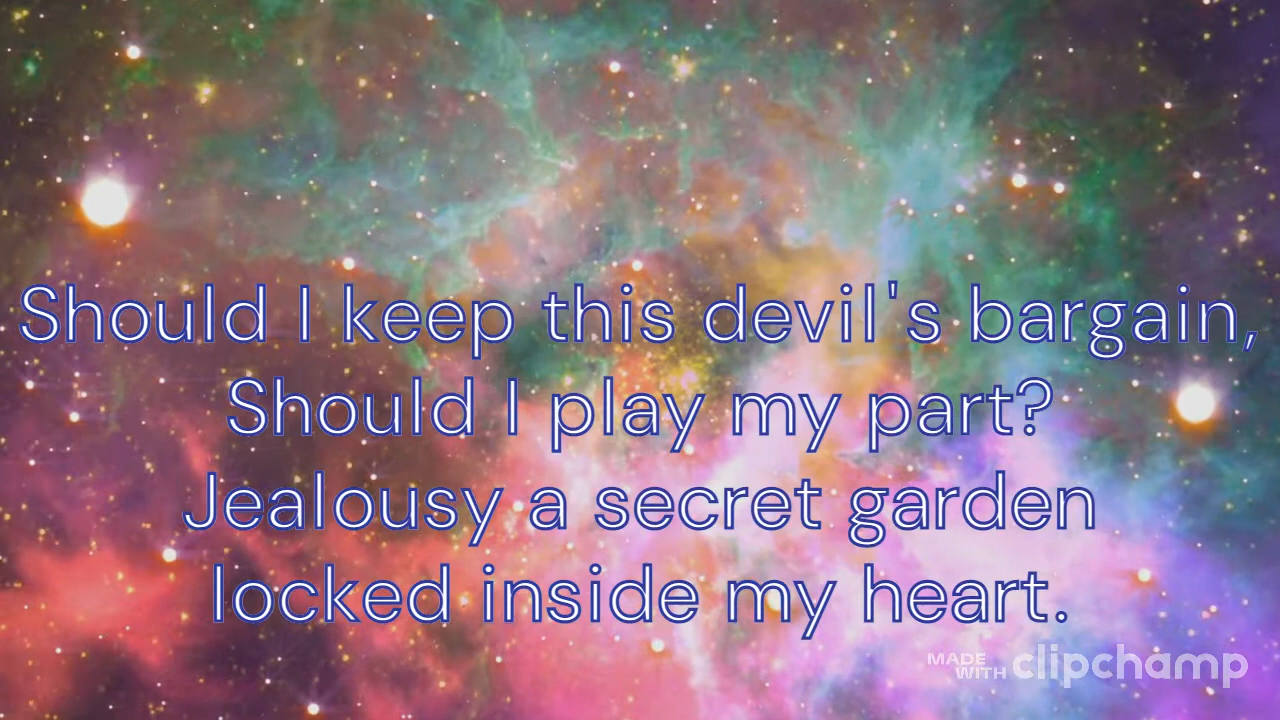 Should I keep this devil's bargain,
Should I play my part?
Jealousy a secret garden
locked inside my heart.
MADE WITH clipchamp